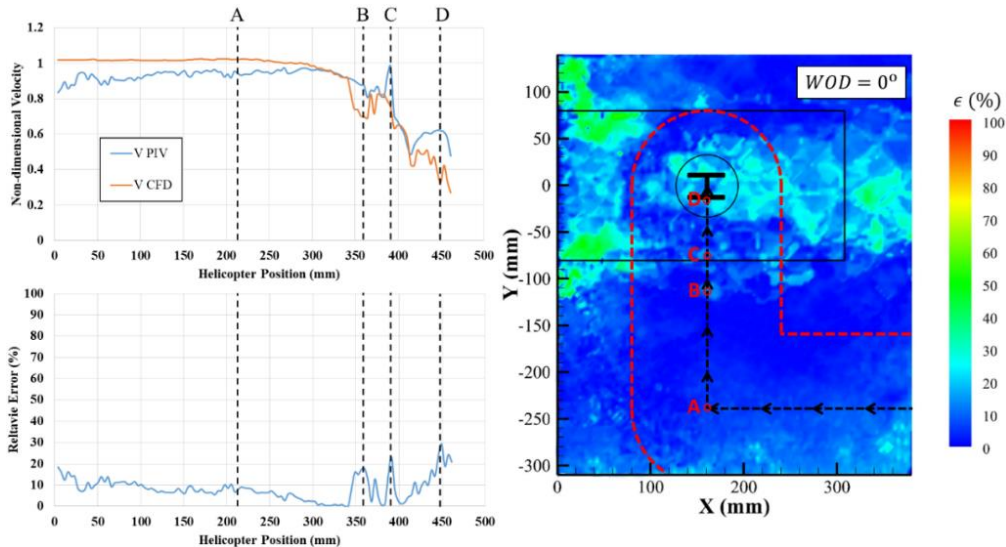 A B C D
1.2
1
0.8
0.6
0.4
0.2
0
Non-dimensional Velocity
V PIV
V CFD
0 50 100 150 200 250 300 350 400 450 500
Helicopter Position (mm)
100
90
80
70
60
50
40
30
20
10
0
Reltavie Error (%)
0 50 100 150 200 250 300 350 400 450 500
Helicopter Position (mm)
WOD = 0°
100
50
0
-50
-100
-150
-200
-250
-300
Y (mm)
D
C
B
A
0 100 200 300
X (mm)
ϵ (%)
100
90
80
70
60
50
40
30
20
10
0